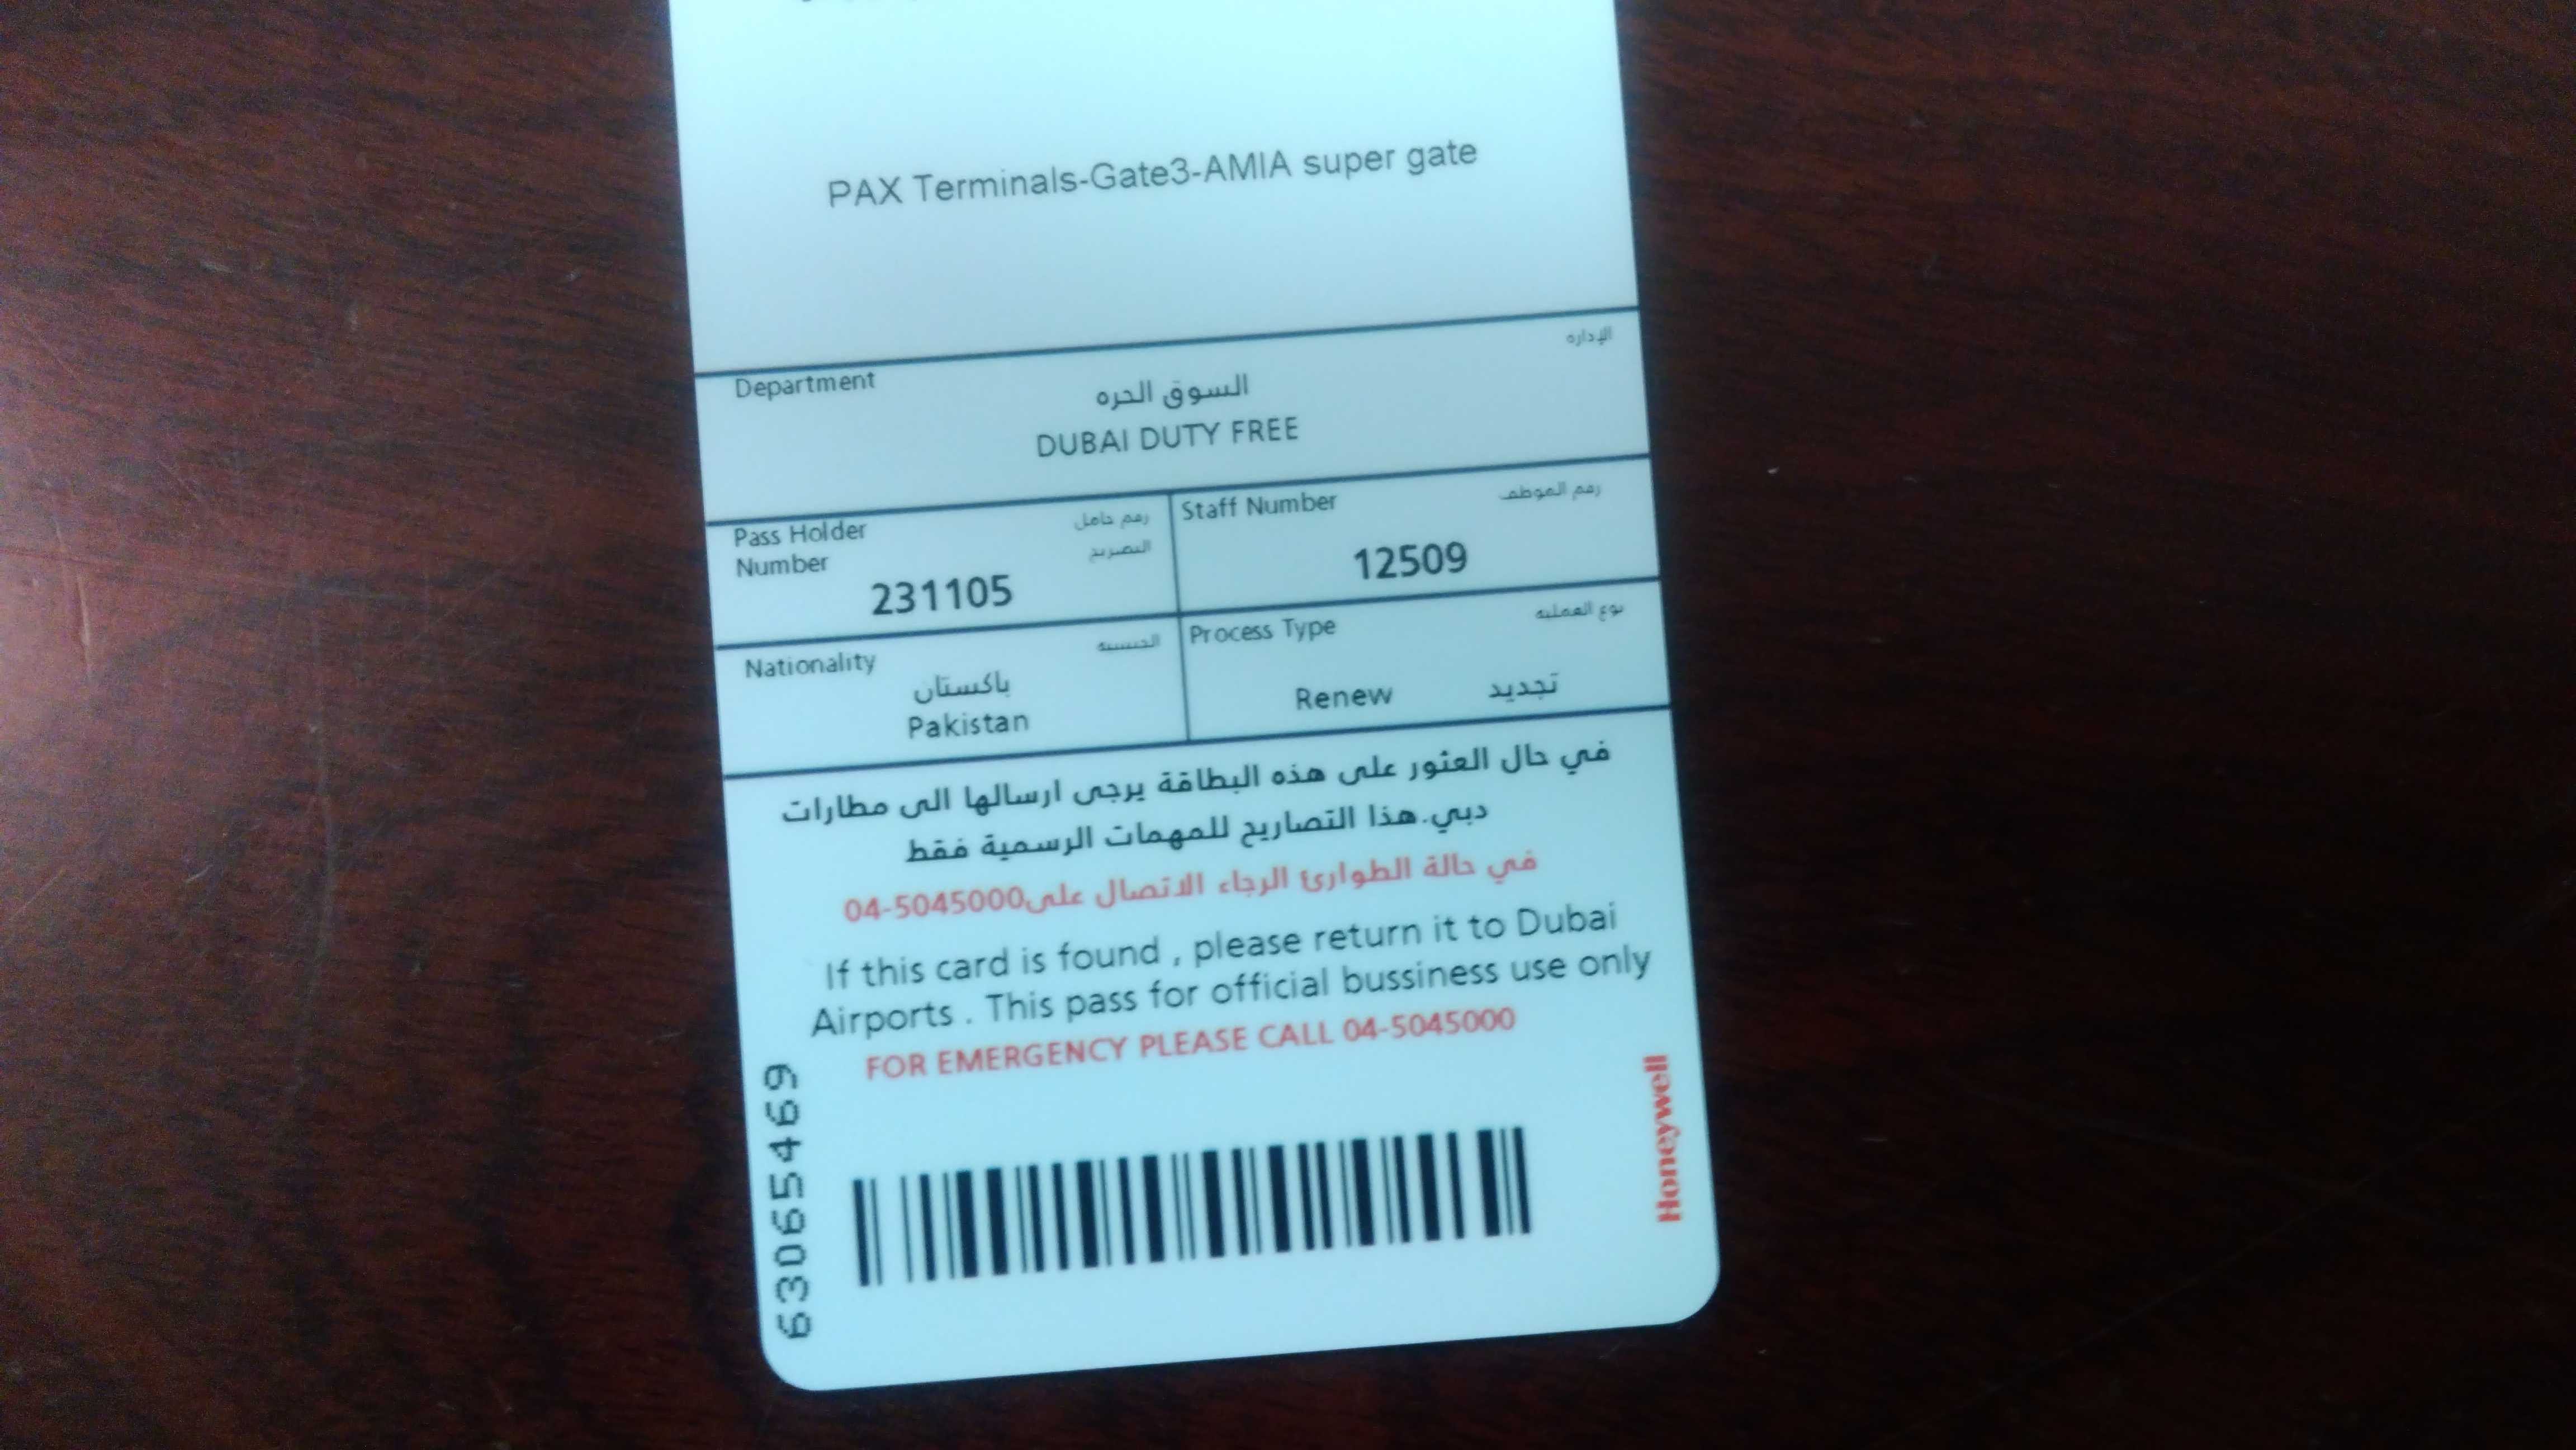 PAX Terminals-Gate3-AMIA super gate
Department الإداره
السوق الحره
DUBAI DUTY FREE
Pass Holder رقم حامل
Number التصريح
231105
Staff Number رقم الموظف
12509
Nationality الجنسيه
باكستان
Pakistan
Process Type نوع العمليه
Renew تجديد
في حال العثور على هذه البطاقة يرجى ارسالها الى مطارات
دبي.هذا التصاريح للمهمات الرسمية فقط
في حالة الطوارئ الرجاء الاتصال على04-5045000
If this card is found , please return it to Dubai
Airports . This pass for official bussiness use only
FOR EMERGENCY PLEASE CALL 04-5045000
63065469
Honeywell